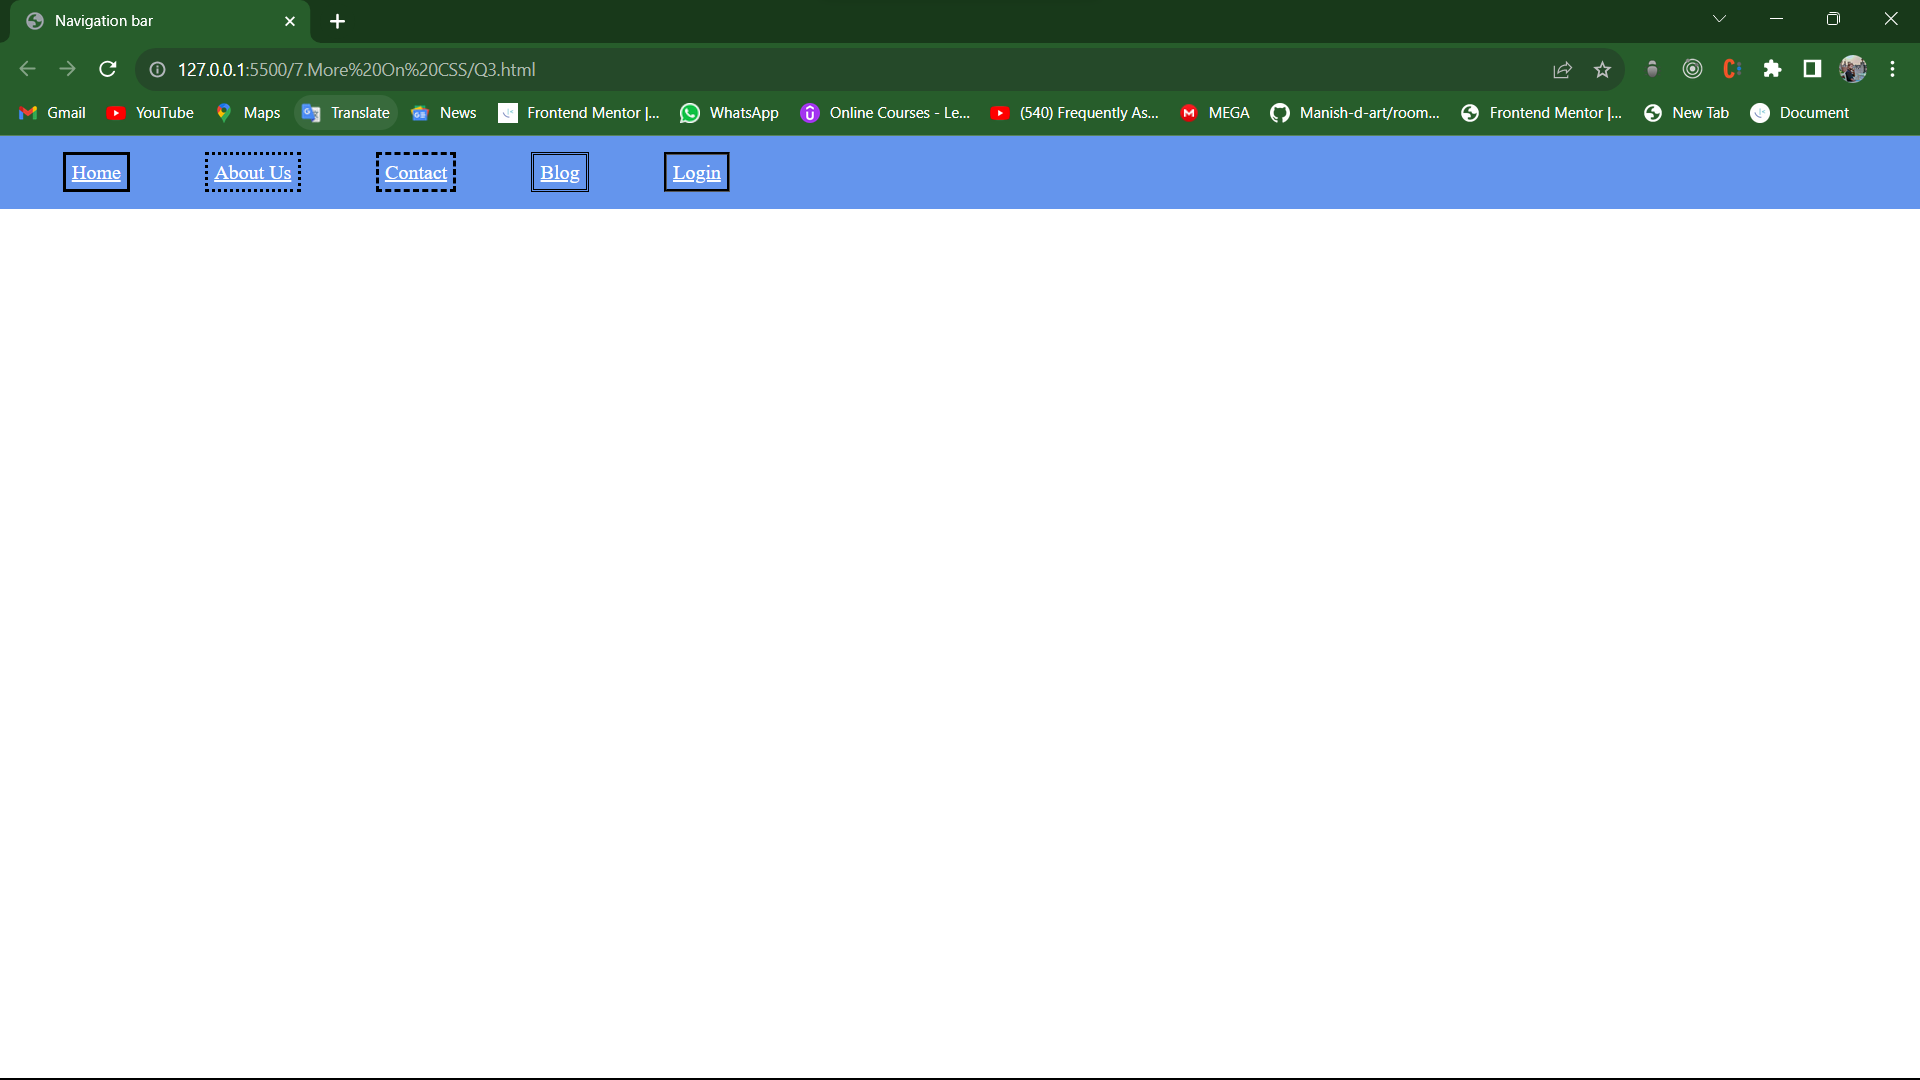 Navigation bar
127.0.0.1:5500/7.More%20On%20CSS/Q3.html
Gmail YouTube Maps Translate News Frontend Mentor |... WhatsApp Online Courses - Le... (540) Frequently As... MEGA Manish-d-art/room... Frontend Mentor |... New Tab Document
Home About Us Contact Blog Login